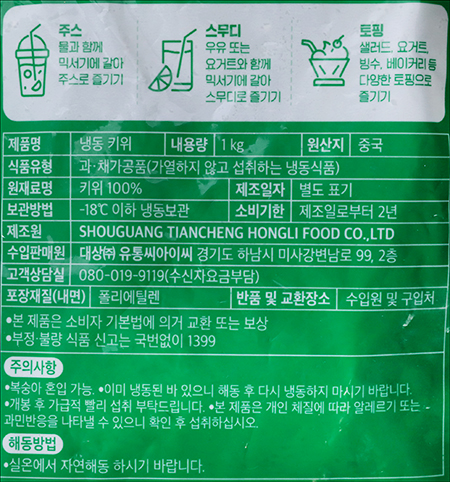 주스
물과 함께
믹서기에 갈아
주스로 즐기기
스무디
우유 또는
요거트와 함께
믹서기에 갈아
스무디로 즐기기
토핑
샐러드, 요거트,
빙수, 베이커리 등
다양한 토핑으로
즐기기
제품명 냉동 키위 내용량 1kg 원산지 중국
식품유형 과·채가공품(가열하지 않고 섭취하는 냉동식품)
원재료명 키위 100% 제조일자 별도 표기
보관방법 -18℃ 이하 냉동보관 소비기한 제조일로부터 2년
제조원 SHOUGUANG TIANCHENG HONGLI FOOD CO.,LTD
수입판매원 대상㈜ 유통씨아이씨 경기도 하남시 미사강변남로 99, 2층
고객상담실 080-019-9119(수신자요금부담)
포장재질(내면) 폴리에틸렌 반품 및 교환장소 수입원 및 구입처
•본 제품은 소비자 기본법에 의거 교환 또는 보상
•부정·불량 식품 신고는 국번없이 1399
주의사항
•복숭아 혼입 가능. •이미 냉동된 바 있으니 해동 후 다시 냉동하지 마시기 바랍니다.
•개봉 후 가급적 빨리 섭취 부탁드립니다. •본 제품은 개인 체질에 따라 알레르기 또는
과민반응을 나타낼 수 있으니 확인 후 섭취하십시오.
해동방법
•실온에서 자연해동 하시기 바랍니다.